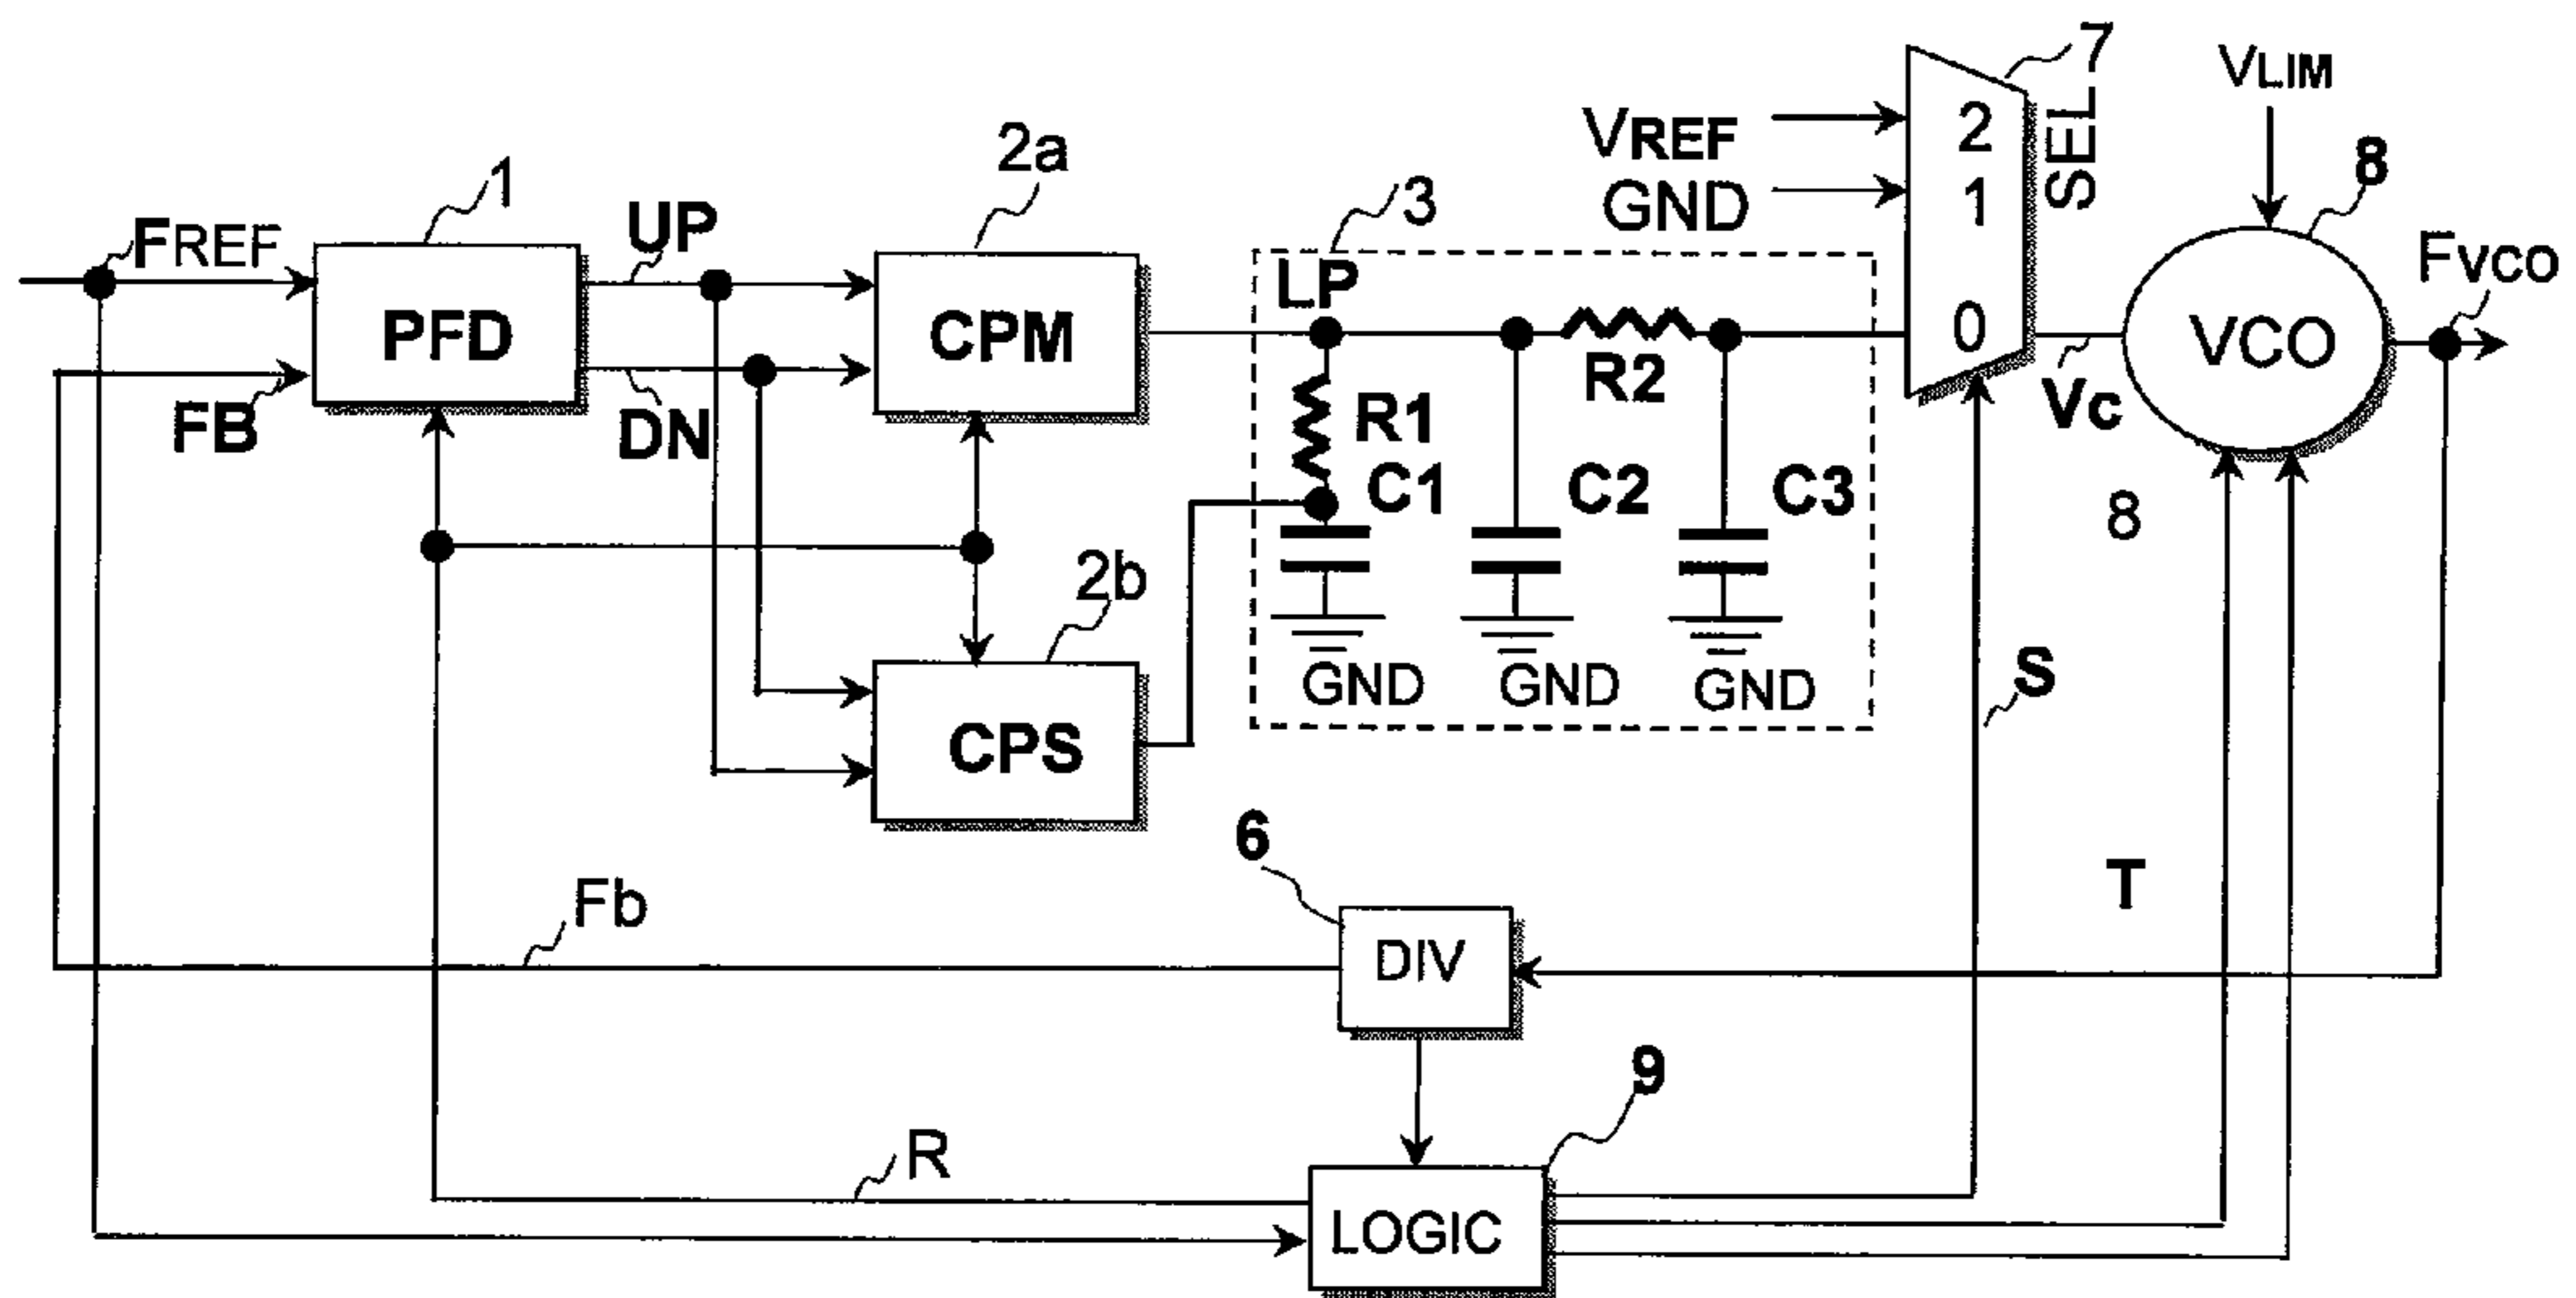 7
VLIM
2a
VREF
2
SEL
8
1
UP
3
GND
1
FREF
LP
FVCO
PFD
CPM
0
VCO
R2
FB
DN
R1
Vc
C1
C2
C3
8
2b
GND
GND
GND
S
CPS
6
T
Fb
DIV
9
R
LOGIC